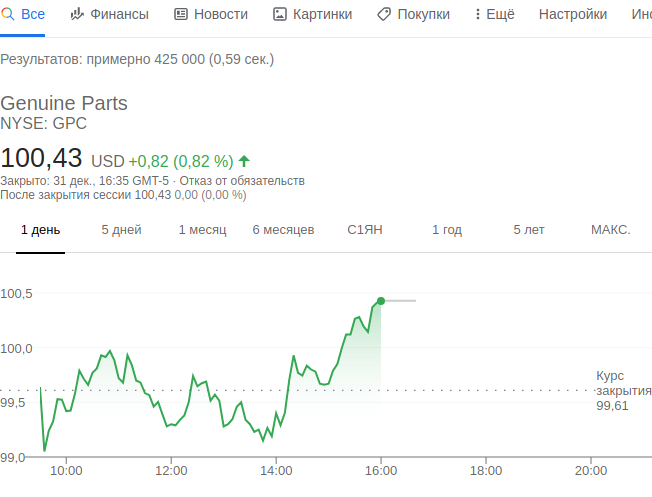 Все Финансы Новости Картинки Покупки Ещё Настройки Инс
Результатов: примерно 425 000 (0,59 сек.)
Genuine Parts
NYSE: GPC
100,43 USD +0,82 (0,82 %)
Закрыто: 31 дек., 16:35 GMT-5 · Отказ от обязательств
После закрытия сессии 100,43 0,00 (0,00 %)
1 день 5 дней 1 месяц 6 месяцев С1ЯН 1 год 5 лет МАКС.
100,5
100,0
99,5
99,0
Курс
закрытия
99,61
10:00 12:00 14:00 16:00 18:00 20:00